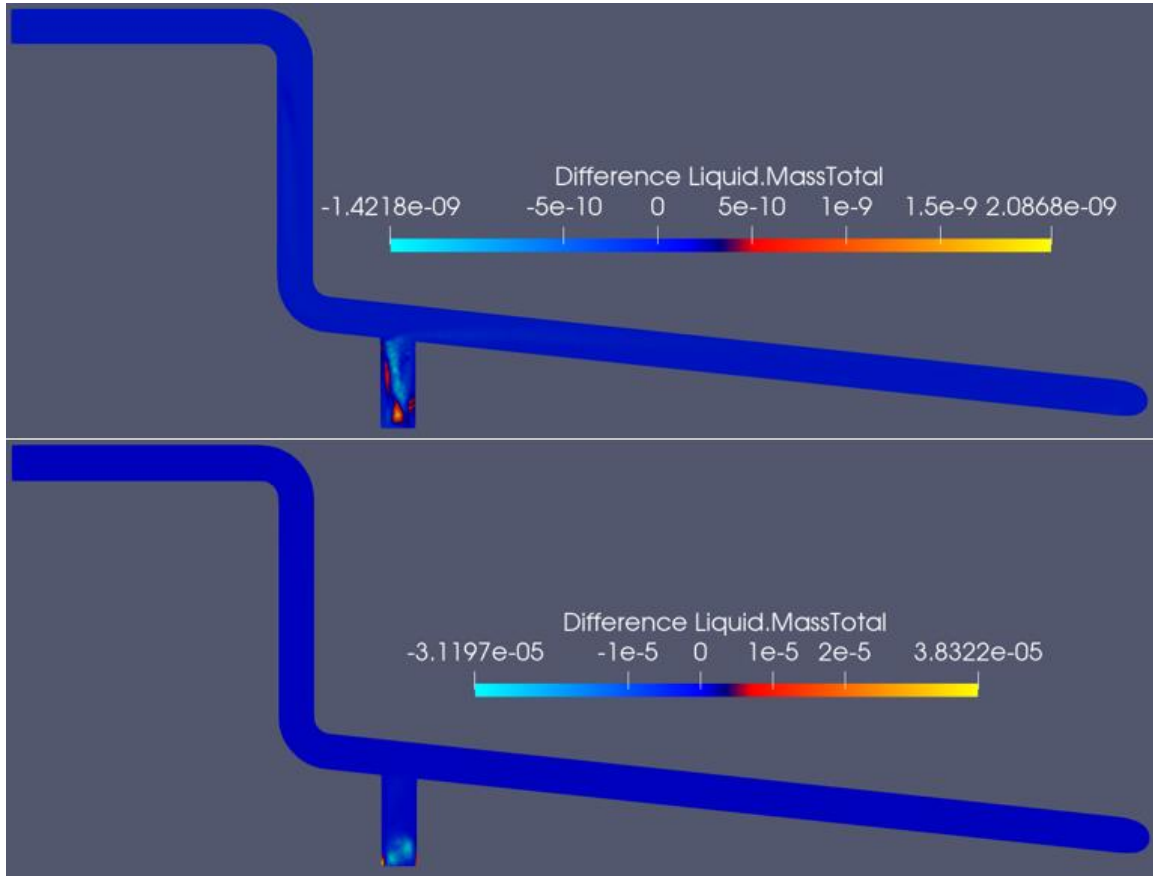 Difference Liquid.MassTotal
-1.4218e-09 -5e-10 0 5e-10 1e-9 1.5e-9 2.0868e-09
Difference Liquid.MassTotal
-3.1197e-05 -1e-5 0 1e-5 2e-5 3.8322e-05